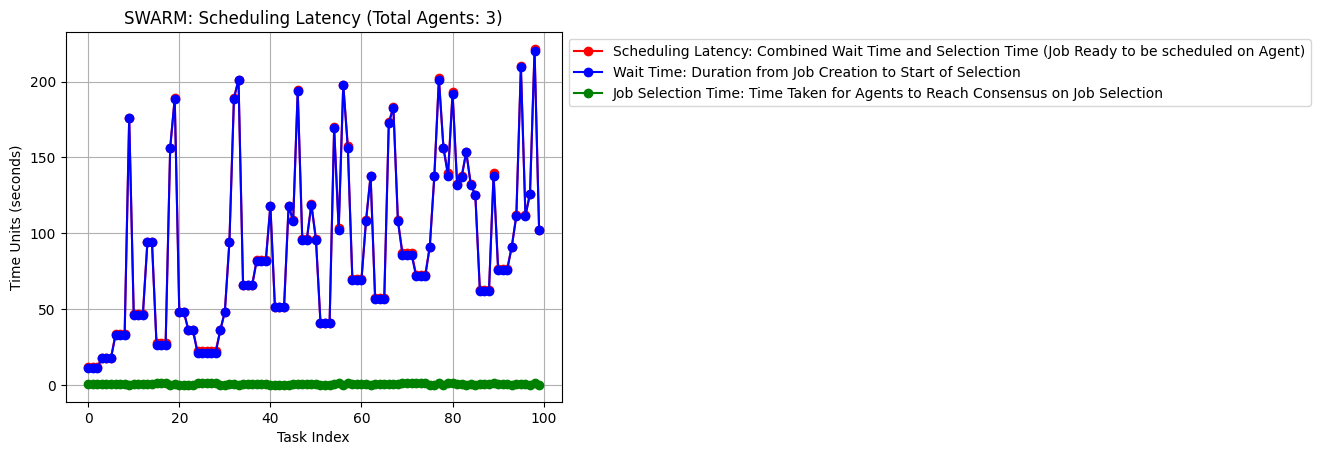 SWARM: Scheduling Latency (Total Agents: 3)
Scheduling Latency: Combined Wait Time and Selection Time (Job Ready to be scheduled on Agent)
Wait Time: Duration from Job Creation to Start of Selection
Job Selection Time: Time Taken for Agents to Reach Consensus on Job Selection
Time Units (seconds)
200
150
100
50
0
0 20 40 60 80 100
Task Index